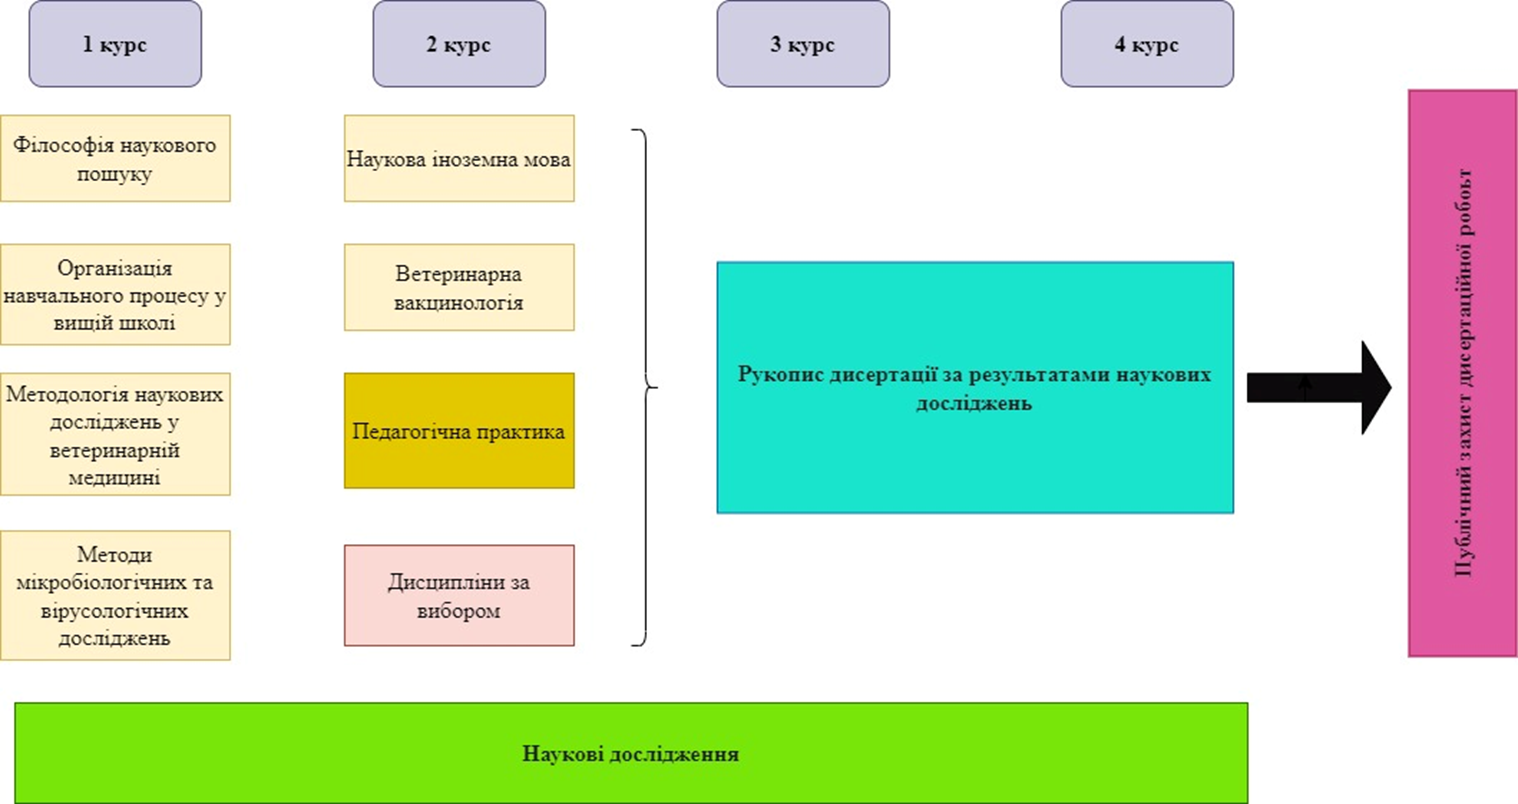 1 курс
2 курс
3 курс
4 курс
Філософія наукового
пошуку
Наукова іноземна мова
Організація
навчального процесу у
вищій школі
Ветеринарна
вакцинологія
Методологія наукових
досліджень у
ветеринарній
медицині
Педагогічна практика
Методи
мікробіологічних та
вірусологічних
досліджень
Дисципліни за
вибором
Рукопис дисертації за результатами наукових
досліджень
Публічний захист дисертаційної робоьт
Наукові дослідження